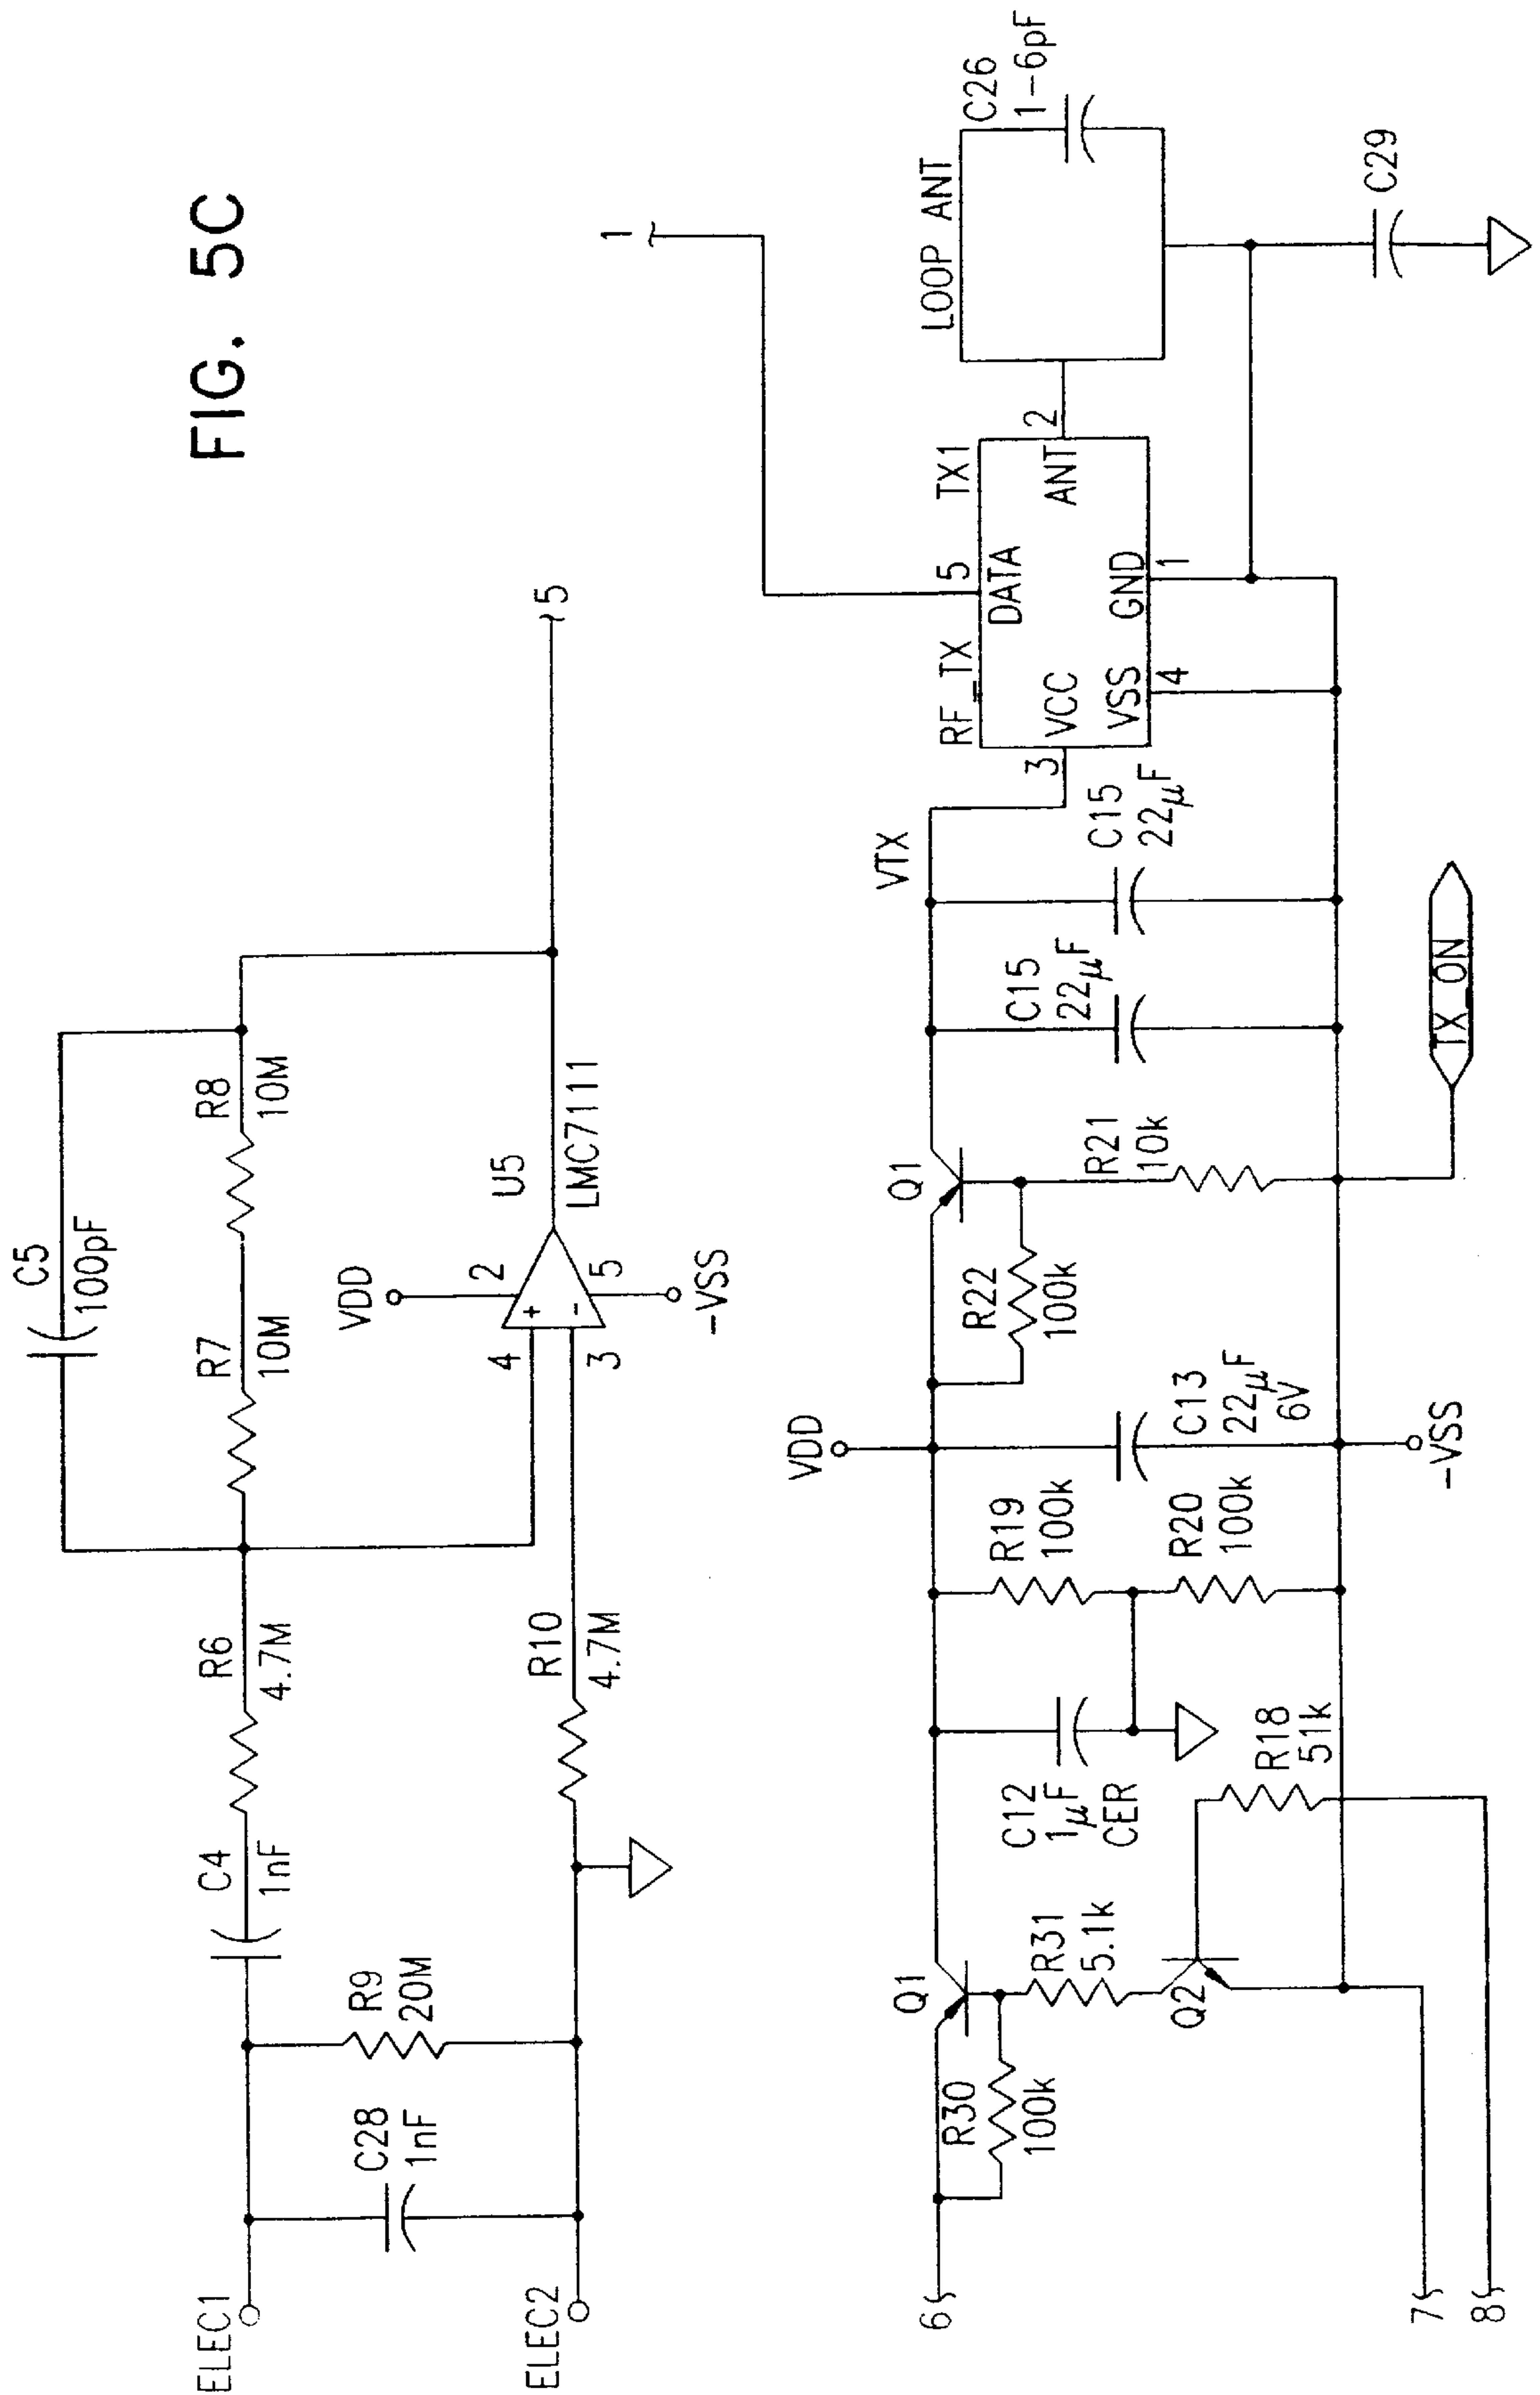 FIG. 5C
C5
100pF
R7
10M
R8
10M
ELEC1
C28
1nF
R9
20M
C4
1nF
R6
4.7M
R10
4.7M
ELEC2
VDD
4
2
+
-
3
5
-VSS
U5
LMC7111
5
1
6
R30
100k
Q1
R31
5.1k
Q2
R18
51k
C12
1µF
CER
R19
100k
R20
100k
VDD
C13
22µF
6V
-VSS
R22
100k
Q1
R21
10k
TX_ON
C15
22µF
C15
22µF
VTX
3
RF_TX
TX1
5
DATA
VCC
ANT
2
VSS
GND
4
1
LOOP ANT
C26
1-6pF
C29
7
8